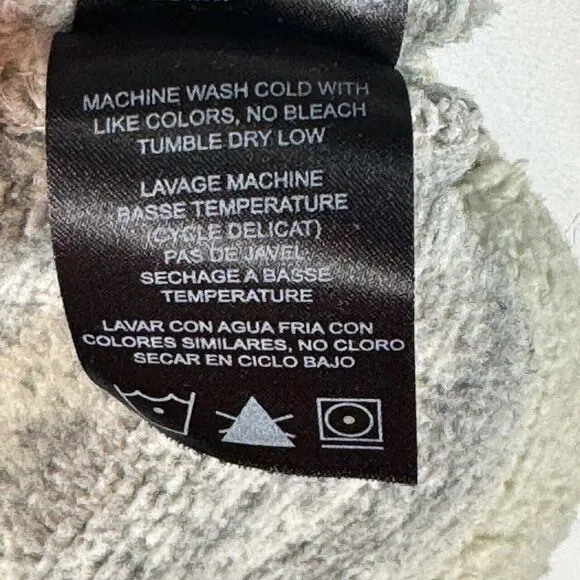 MACHINE WASH COLD WITH
LIKE COLORS, NO BLEACH
TUMBLE DRY LOW
LAVAGE MACHINE
BASSE TEMPERATURE
(CYCLE DELICAT)
PAS DE JAVEL
SECHAGE A BASSE
TEMPERATURE
LAVAR CON AGUA FRIA CON
COLORES SIMILARES, NO CLORO
SECAR EN CICLO BAJO